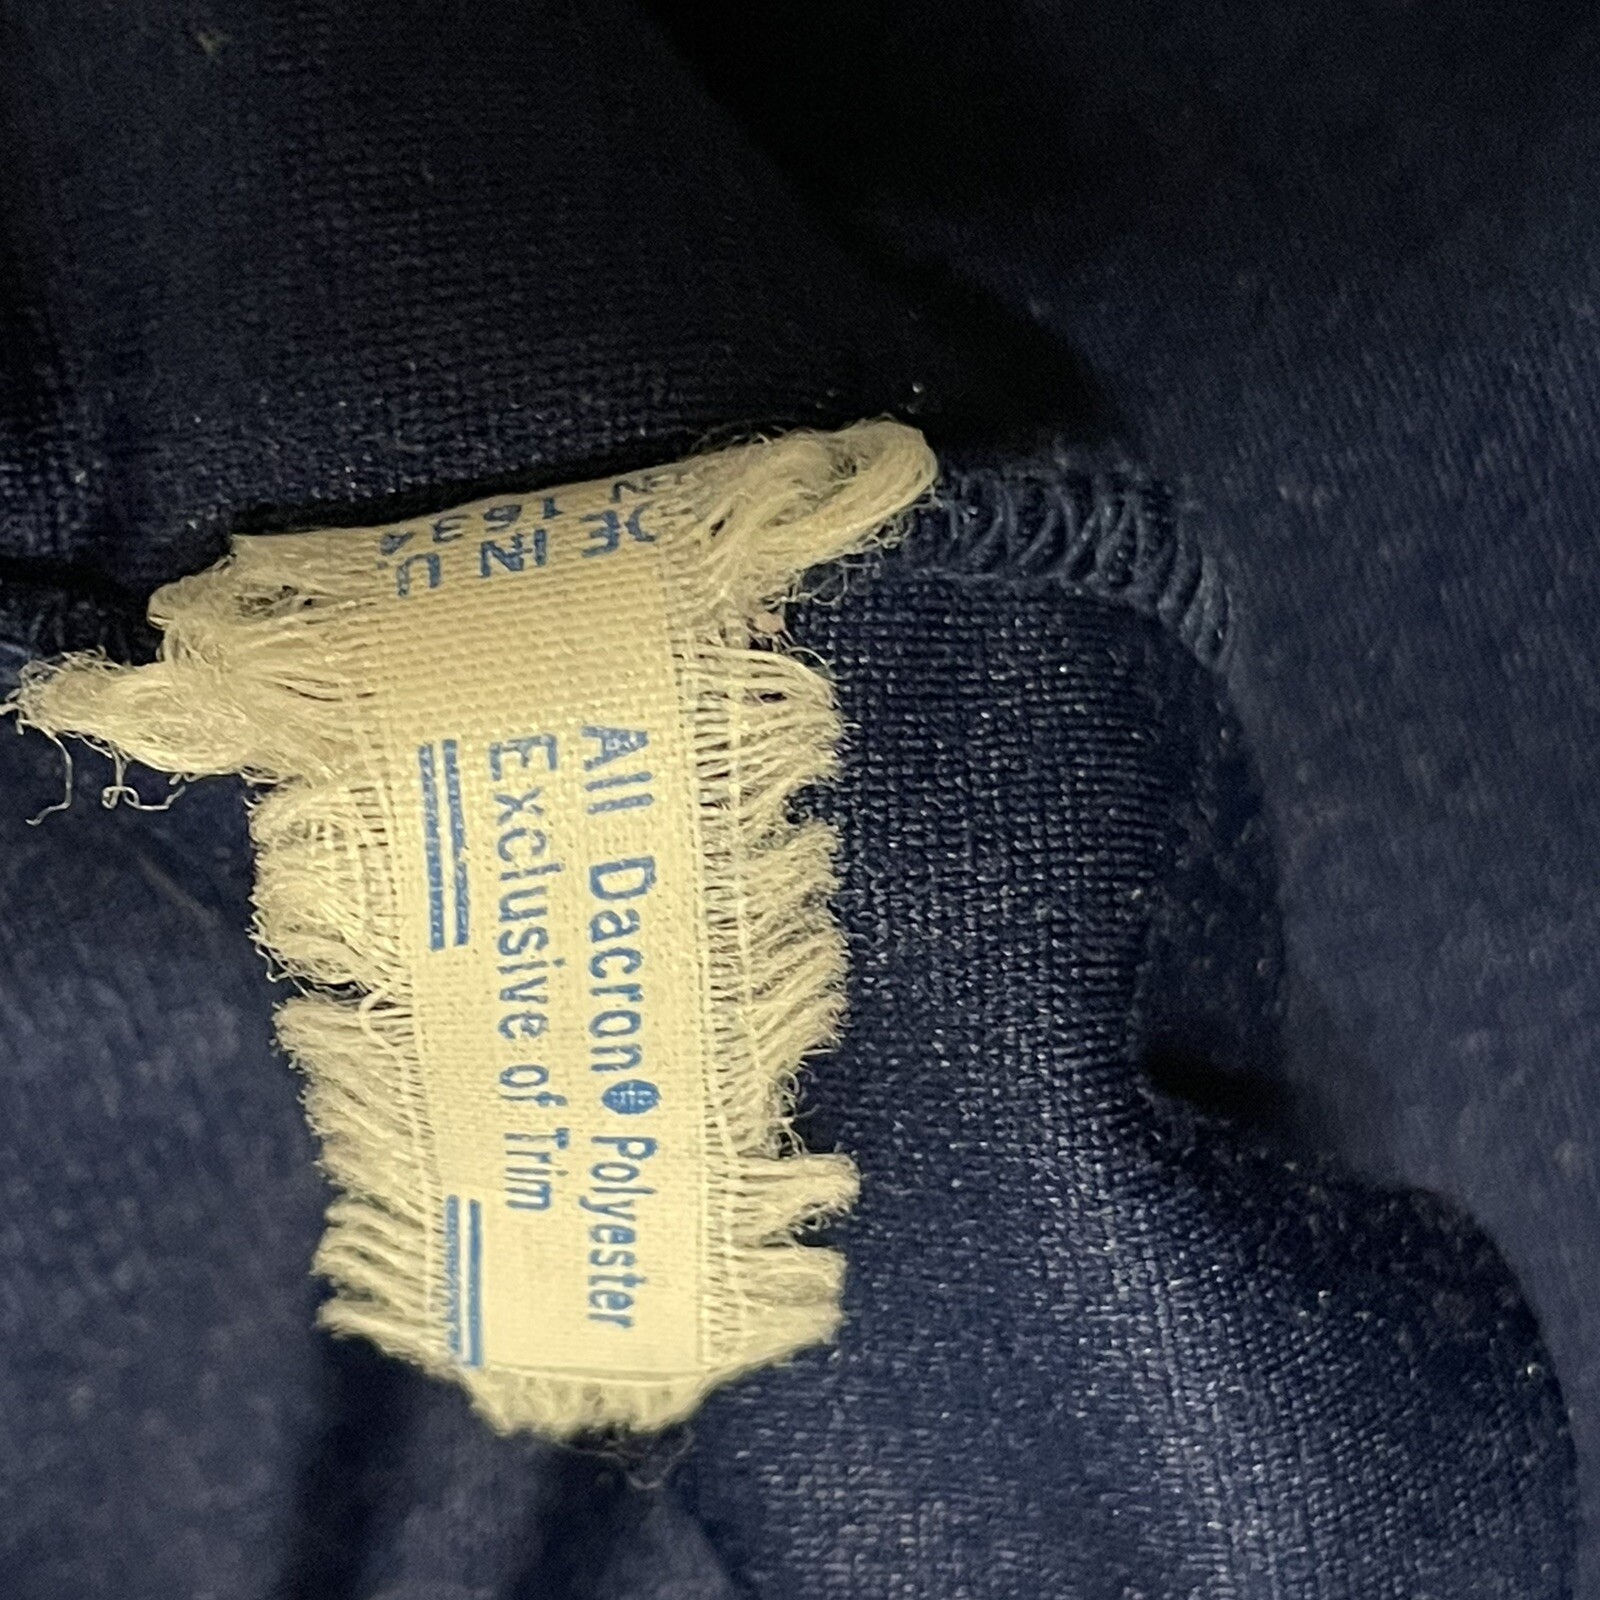 All Dacron® Polyester
Exclusive of Trim